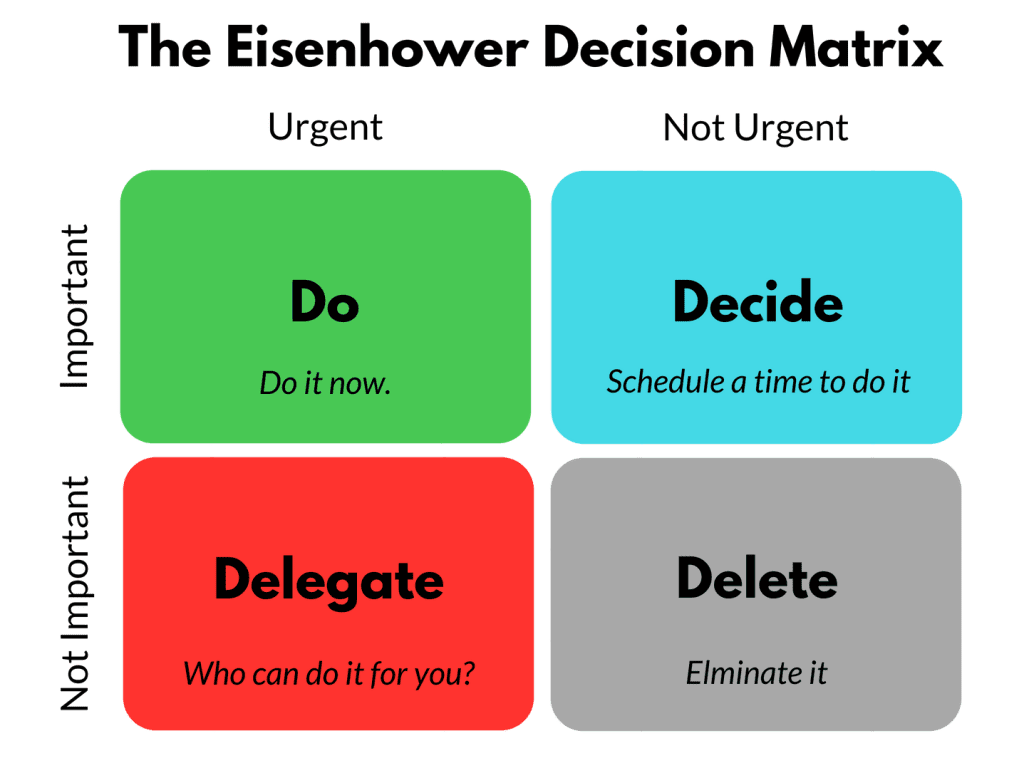 The Eisenhower Decision Matrix
Urgent
Not Urgent
Important
Do
Do it now.
Decide
Schedule a time to do it
Not Important
Delegate
Who can do it for you?
Delete
Elminate it